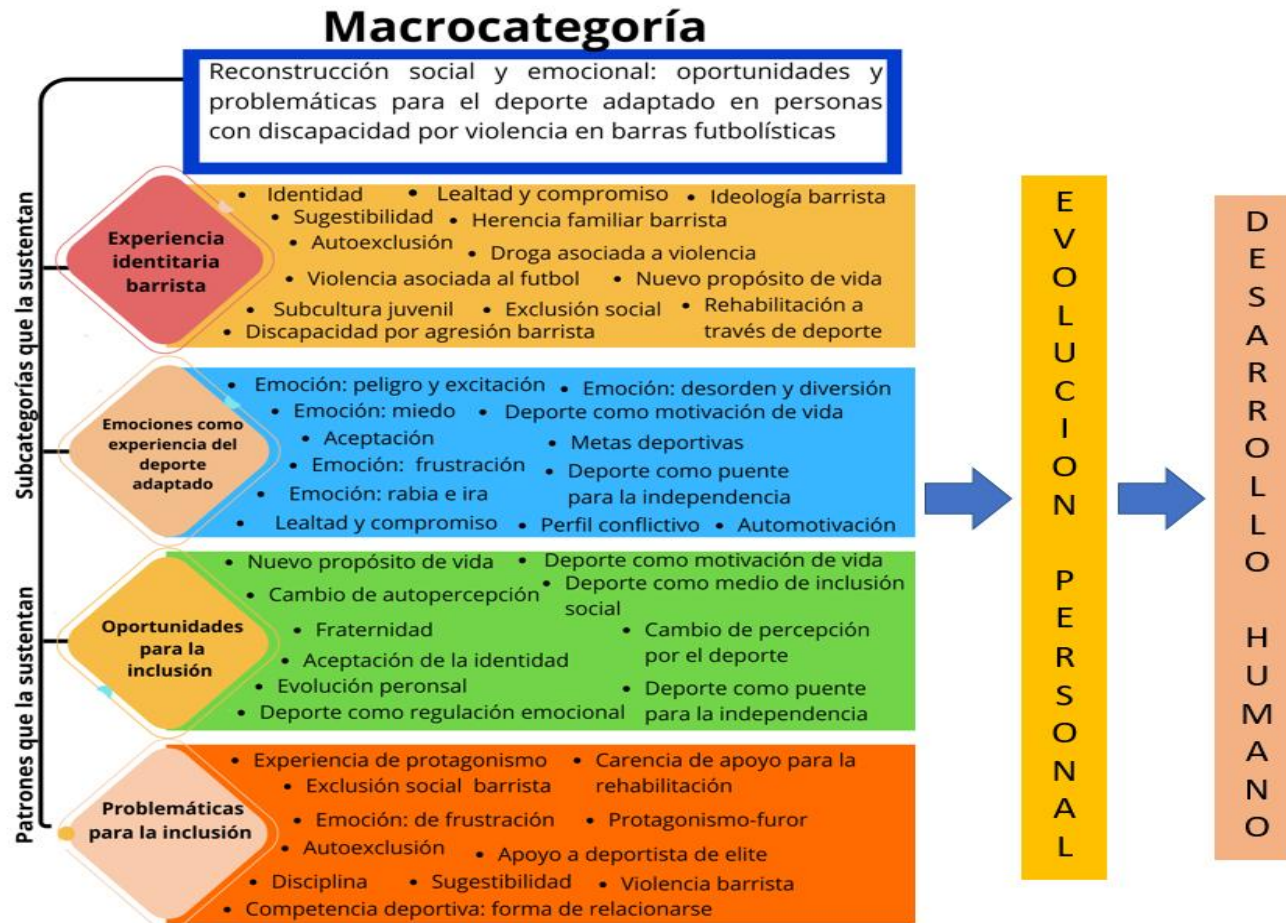 Macrocategoría
Reconstrucción social y emocional: oportunidades y
problemáticas para el deporte adaptado en personas
con discapacidad por violencia en barras futbolísticas
Subcategorías que la sustentan
Experiencia
identitaria
barrista
• Identidad • Lealtad y compromiso • Ideología barrista
• Sugestibilidad • Herencia familiar barrista
• Autoexclusión • Droga asociada a violencia
• Violencia asociada al futbol • Nuevo propósito de vida
• Subcultura juvenil • Exclusión social • Rehabilitación a
través de deporte
• Discapacidad por agresión barrista
Emociones como
experiencia del
deporte
adaptado
• Emoción: peligro y excitación • Emoción: desorden y diversión
• Emoción: miedo • Deporte como motivación de vida
• Aceptación • Metas deportivas
• Emoción: frustración • Deporte como puente
para la independencia
• Emoción: rabia e ira
• Lealtad y compromiso • Perfil conflictivo • Automotivación
Patrones que la sustentan
Oportunidades
para la
inclusión
• Nuevo propósito de vida • Deporte como motivación de vida
• Cambio de autopercepción • Deporte como medio de inclusión
social
• Fraternidad • Cambio de percepción
por el deporte
• Aceptación de la identidad
• Evolución peronsal • Deporte como puente
para la independencia
• Deporte como regulación emocional
Problemáticas
para la inclusión
• Experiencia de protagonismo • Carencia de apoyo para la
rehabilitación
• Exclusión social barrista
• Emoción: de frustración • Protagonismo-furor
• Autoexclusión • Apoyo a deportista de elite
• Disciplina • Sugestibilidad • Violencia barrista
• Competencia deportiva: forma de relacionarse
EVOLUCION PERSONAL
DESARROLLO HUMANO